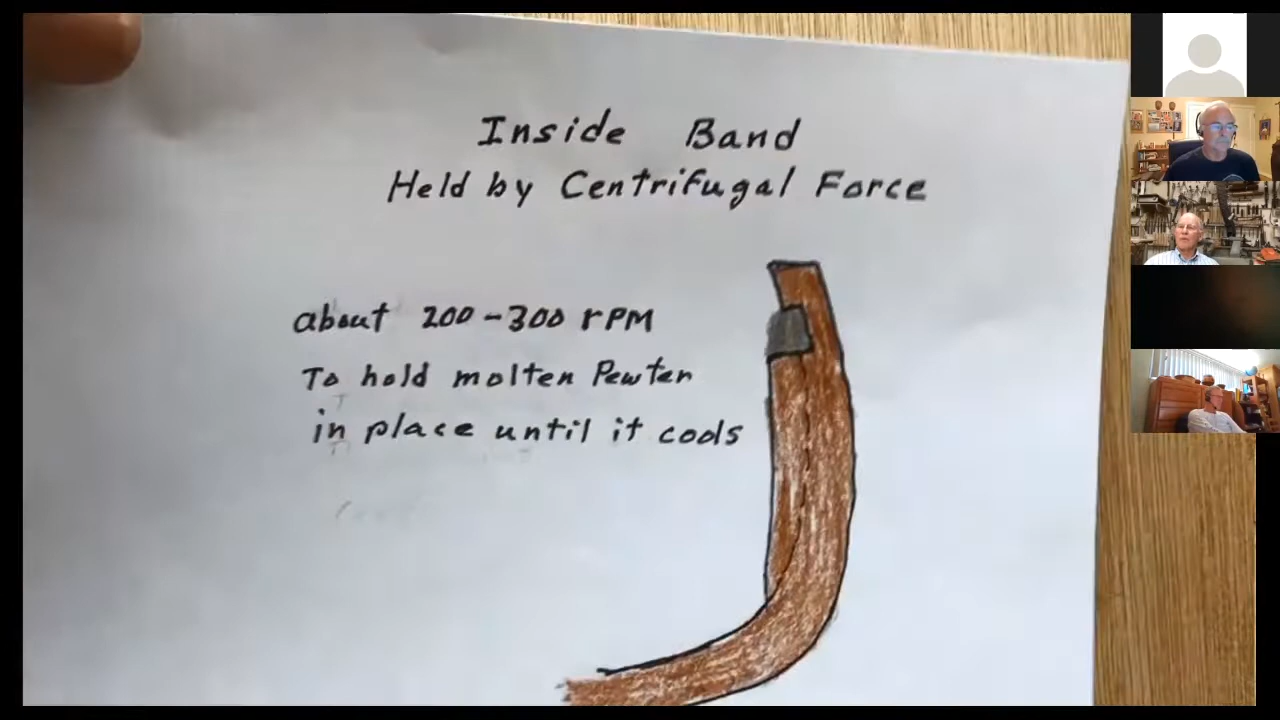 Inside Band
Held by Centrifugal Force
about 200-300 rPM
To hold molten Pewter
in place until it cools